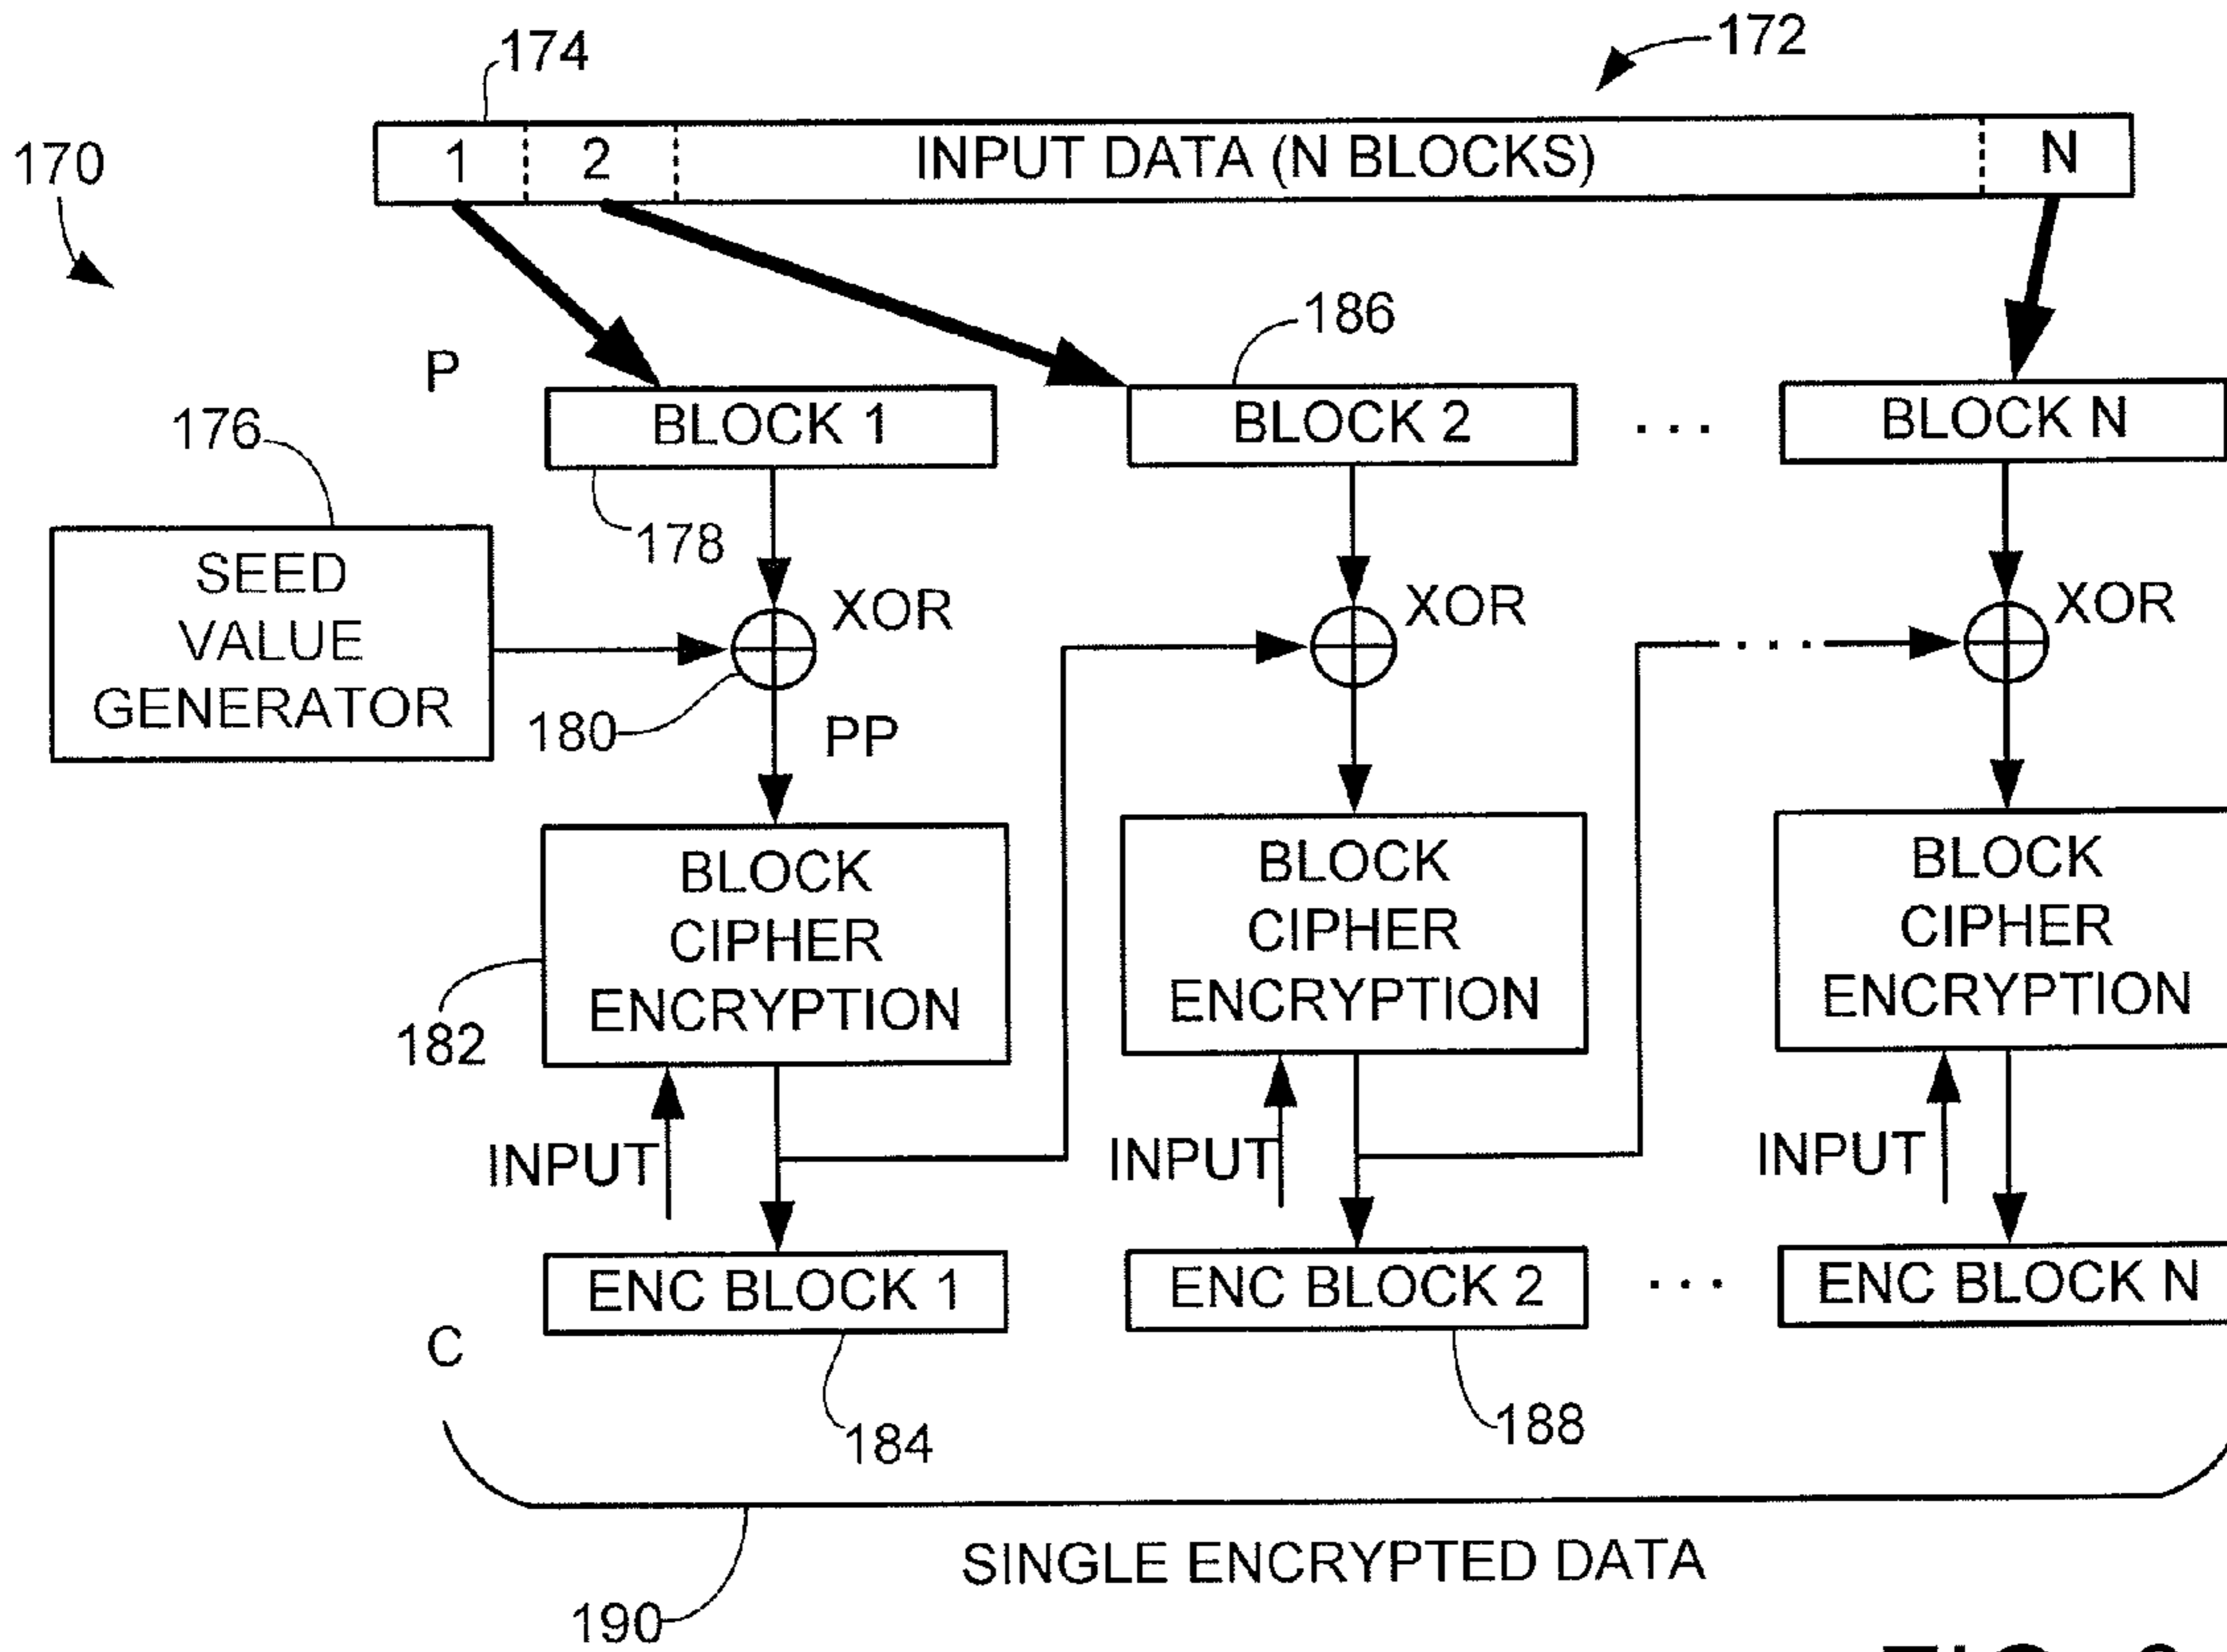 174
172
170
1 2 INPUT DATA (N BLOCKS) N
P
186
176
BLOCK 1
BLOCK 2
...
BLOCK N
178
SEED
VALUE
GENERATOR
XOR
XOR
... XOR
180
PP
BLOCK
CIPHER
ENCRYPTION
BLOCK
CIPHER
ENCRYPTION
BLOCK
CIPHER
ENCRYPTION
182
INPUT
INPUT
INPUT
ENC BLOCK 1
ENC BLOCK 2
...
ENC BLOCK N
C
184
188
SINGLE ENCRYPTED DATA
190